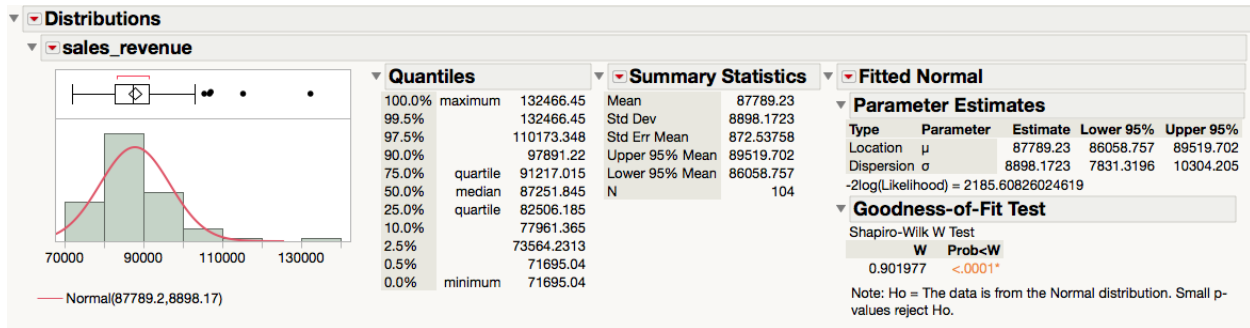 Distributions
sales_revenue
70000 90000 110000 130000
Normal(87789.2,8898.17)
Quantiles
100.0% maximum 132466.45
99.5% 132466.45
97.5% 110173.348
90.0% 97891.22
75.0% quartile 91217.015
50.0% median 87251.845
25.0% quartile 82506.185
10.0% 77961.365
2.5% 73564.2313
0.5% 71695.04
0.0% minimum 71695.04
Summary Statistics
Mean 87789.23
Std Dev 8898.1723
Std Err Mean 872.53758
Upper 95% Mean 89519.702
Lower 95% Mean 86058.757
N 104
Fitted Normal
Parameter Estimates
Type Parameter Estimate Lower 95% Upper 95%
Location μ 87789.23 86058.757 89519.702
Dispersion σ 8898.1723 7831.3196 10304.205
-2log(Likelihood) = 2185.60826024619
Goodness-of-Fit Test
Shapiro-Wilk W Test
W Prob<W
0.901977 <.0001*
Note: Ho = The data is from the Normal distribution. Small p-
values reject Ho.